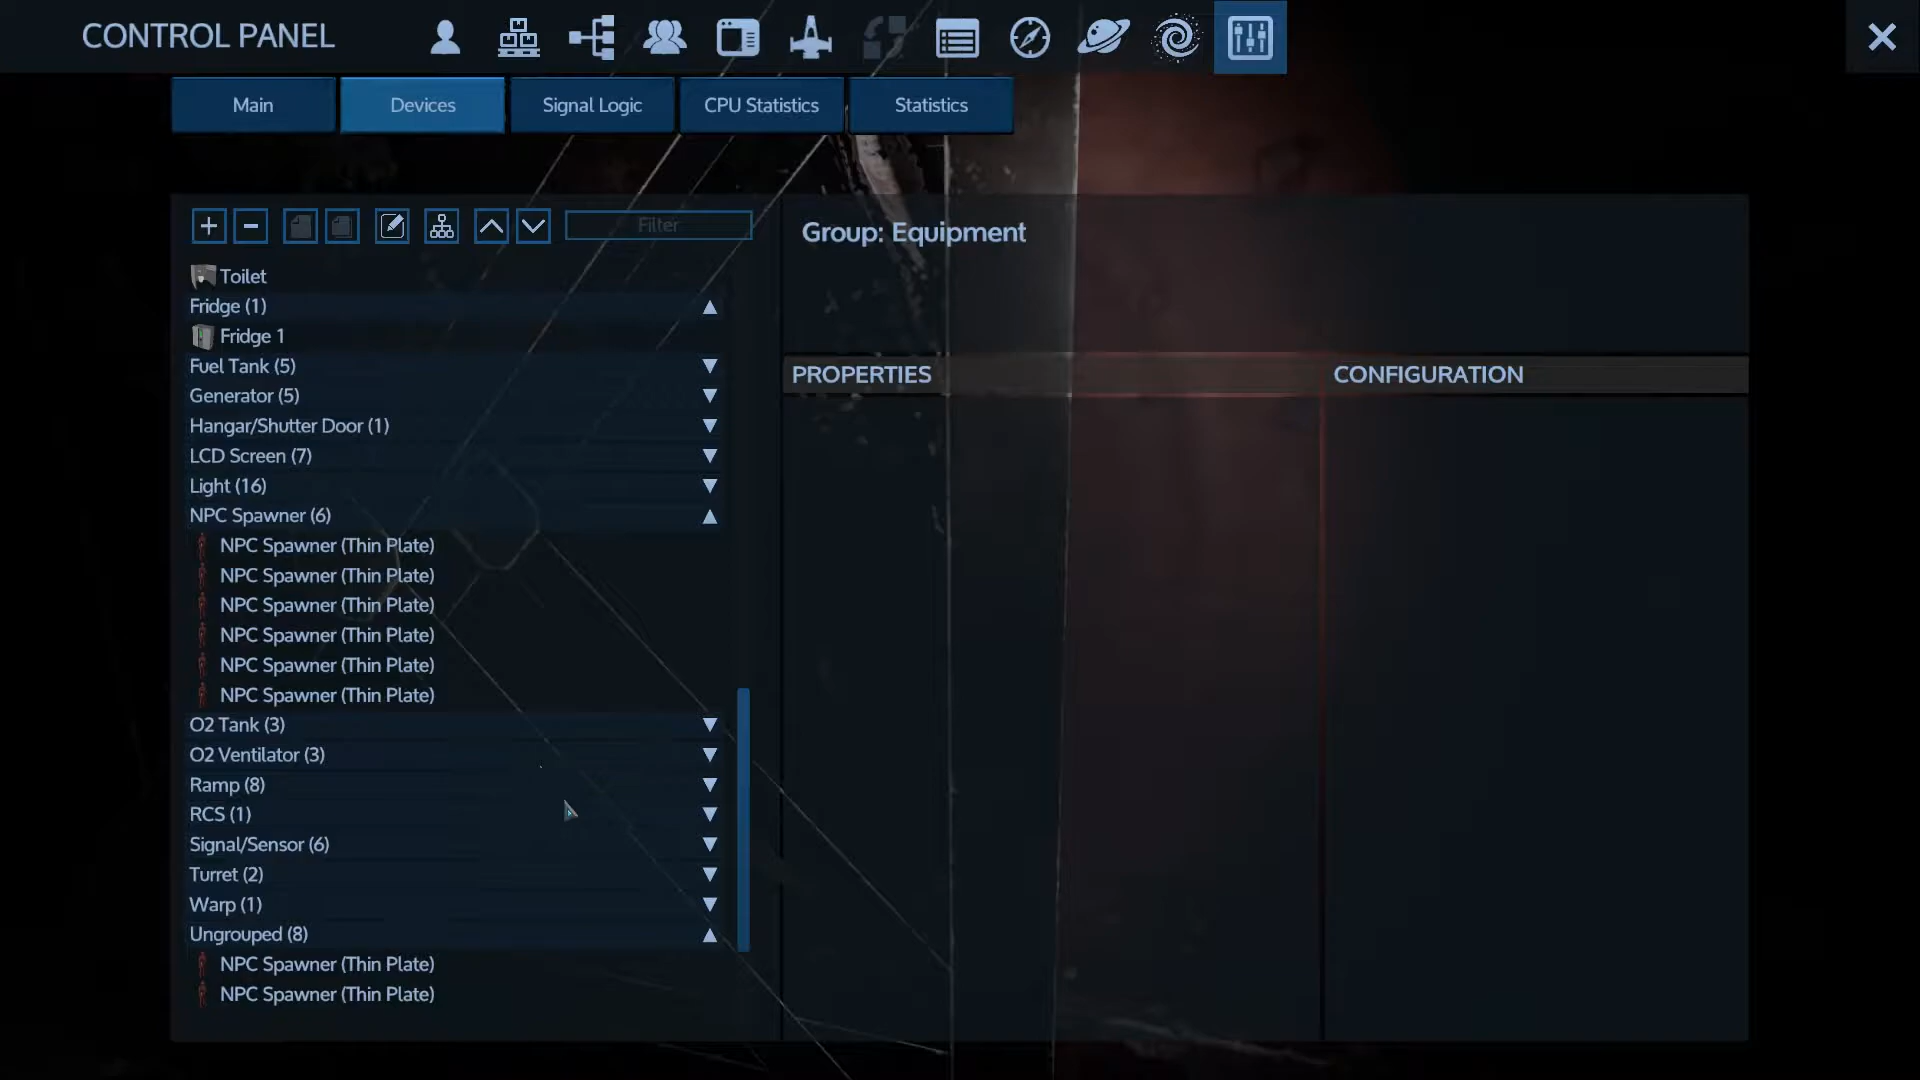 CONTROL PANEL
Main
Devices
Signal Logic
CPU Statistics
Statistics
Filter
Toilet
Fridge (1)
Fridge 1
Fuel Tank (5)
Generator (5)
Hangar/Shutter Door (1)
LCD Screen (7)
Light (16)
NPC Spawner (6)
NPC Spawner (Thin Plate)
NPC Spawner (Thin Plate)
NPC Spawner (Thin Plate)
NPC Spawner (Thin Plate)
NPC Spawner (Thin Plate)
NPC Spawner (Thin Plate)
O2 Tank (3)
O2 Ventilator (3)
Ramp (8)
RCS (1)
Signal/Sensor (6)
Turret (2)
Warp (1)
Ungrouped (8)
NPC Spawner (Thin Plate)
NPC Spawner (Thin Plate)
Group: Equipment
PROPERTIES
CONFIGURATION